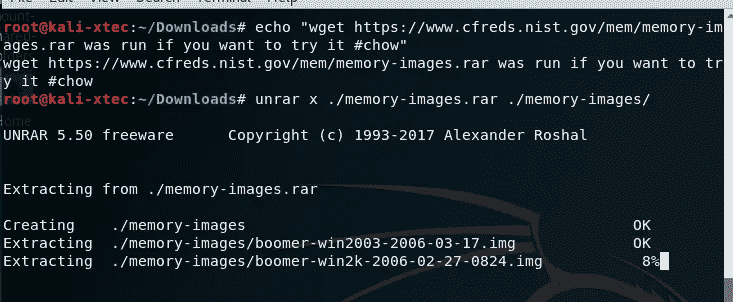 root@kali-xtec:~/Downloads# echo "wget https://www.cfreds.nist.gov/mem/memory-im
ages.rar was run if you want to try it #chow"
wget https://www.cfreds.nist.gov/mem/memory-images.rar was run if you want to tr
y it #chow
root@kali-xtec:~/Downloads# unrar x ./memory-images.rar ./memory-images/
UNRAR 5.50 freeware      Copyright (c) 1993-2017 Alexander Roshal
Extracting from ./memory-images.rar
Creating    ./memory-images                                           OK
Extracting  ./memory-images/boomer-win2003-2006-03-17.img             OK
Extracting  ./memory-images/boomer-win2k-2006-02-27-0824.img           8%